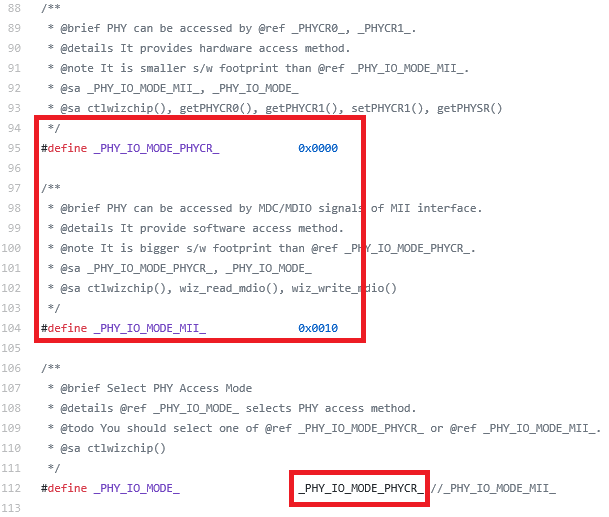 88 /**
89 * @brief PHY can be accessed by @ref _PHYCR0_, _PHYCR1_.
90 * @details It provides hardware access method.
91 * @note It is smaller s/w footprint than @ref _PHY_IO_MODE_MII_.
92 * @sa _PHY_IO_MODE_MII_, _PHY_IO_MODE_
93 * @sa ctlwizchip(), getPHYCR0(), getPHYCR1(), setPHYCR1(), getPHYSR()
94 */
95 #define _PHY_IO_MODE_PHYCR_ 0x0000
96
97 /**
98 * @brief PHY can be accessed by MDC/MDIO signals of MII interface.
99 * @details It provide software access method.
100 * @note It is bigger s/w footprint than @ref _PHY_IO_MODE_PHYCR_.
101 * @sa _PHY_IO_MODE_PHYCR_, _PHY_IO_MODE_
102 * @sa ctlwizchip(), wiz_read_mdio(), wiz_write_mdio()
103 */
104 #define _PHY_IO_MODE_MII_ 0x0010
105
106 /**
107 * @brief Select PHY Access Mode
108 * @details @ref _PHY_IO_MODE_ selects PHY access method.
109 * @todo You should select one of @ref _PHY_IO_MODE_PHYCR_ or @ref _PHY_IO_MODE_MII_.
110 * @sa ctlwizchip()
111 */
112 #define _PHY_IO_MODE_ _PHY_IO_MODE_PHYCR_ //_PHY_IO_MODE_MII_
113